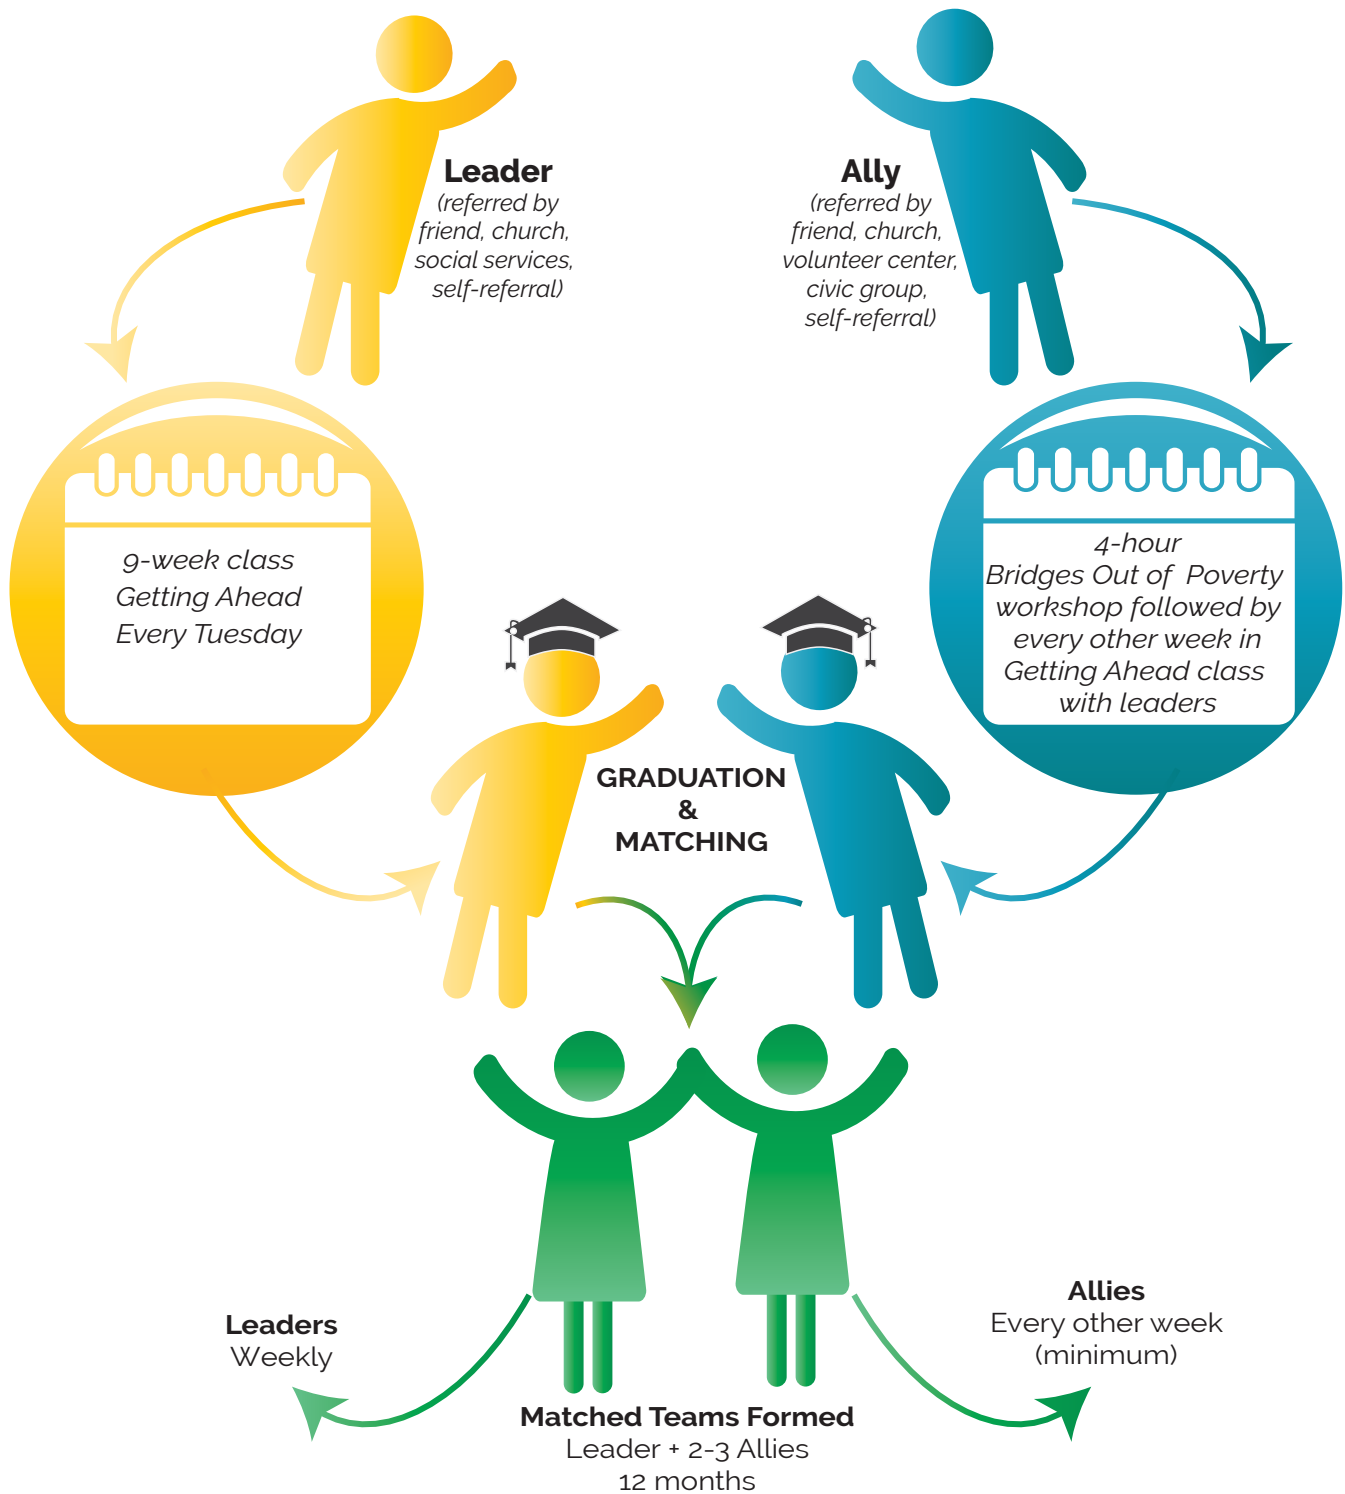 Leader
(referred by
friend, church,
social services,
self-referral)
Ally
(referred by
friend, church,
volunteer center,
civic group,
self-referral)
9-week class
Getting Ahead
Every Tuesday
4-hour
Bridges Out of Poverty
workshop followed by
every other week in
Getting Ahead class
with leaders
GRADUATION
&
MATCHING
Leaders
Weekly
Allies
Every other week
(minimum)
Matched Teams Formed
Leader + 2-3 Allies
12 months